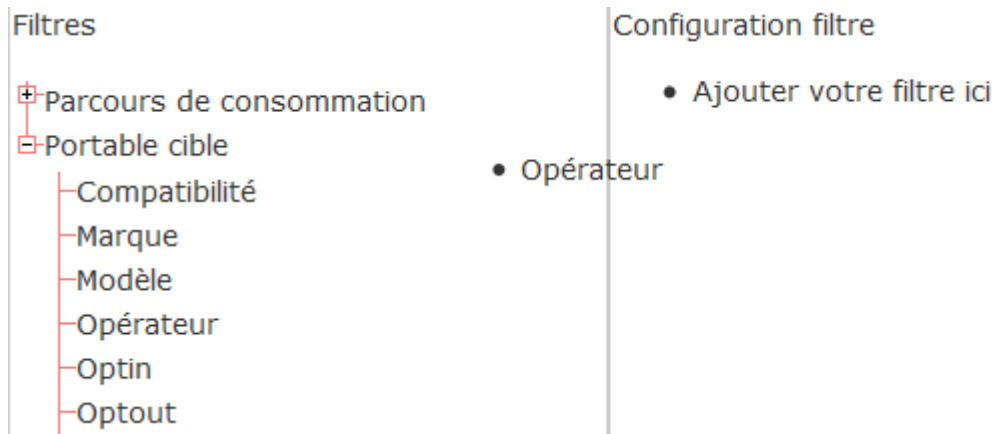 Filtres
Parcours de consommation
Portable cible
Compatibilité
Marque
Modèle
Opérateur
Optin
Optout
• Opérateur
Configuration filtre
• Ajouter votre filtre ici